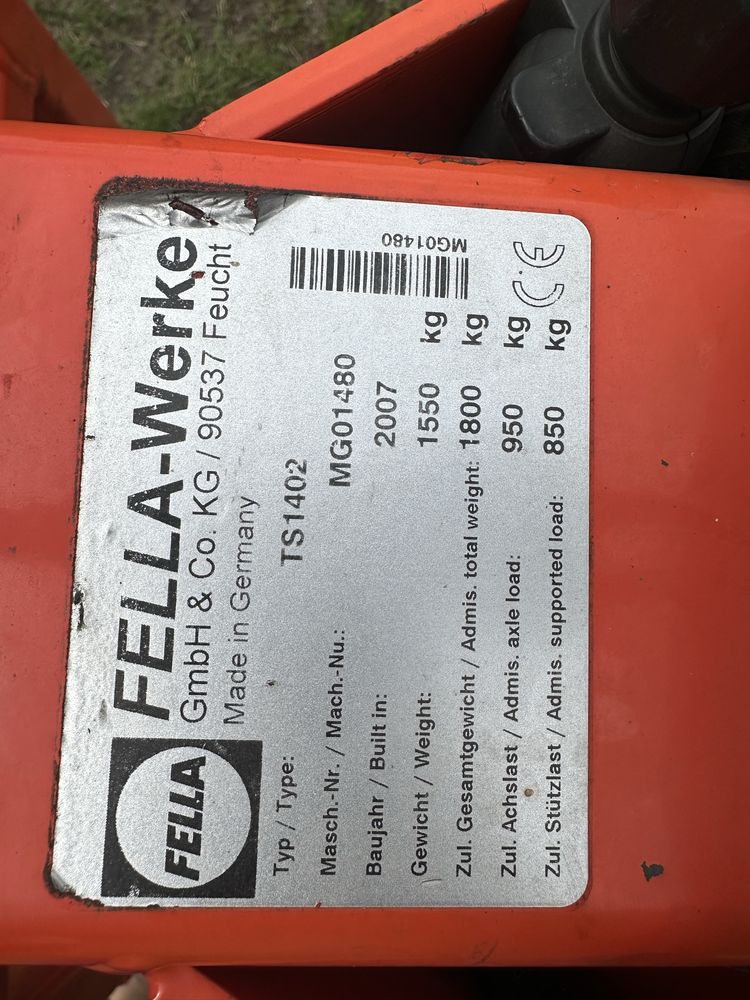 FELLA
FELLA-Werke
GmbH & Co. KG / 90537 Feucht
Made in Germany
Typ / Type: TS1402
Masch.-Nr. / Mach.-Nu.: MG01480
Baujahr / Built in: 2007
Gewicht / Weight: 1550 kg
Zul. Gesamtgewicht / Admis. total weight: 1800 kg
Zul. Achslast / Admis. axle load: 950 kg
Zul. Stützlast / Admis. supported load: 850 kg
MG01480
CE